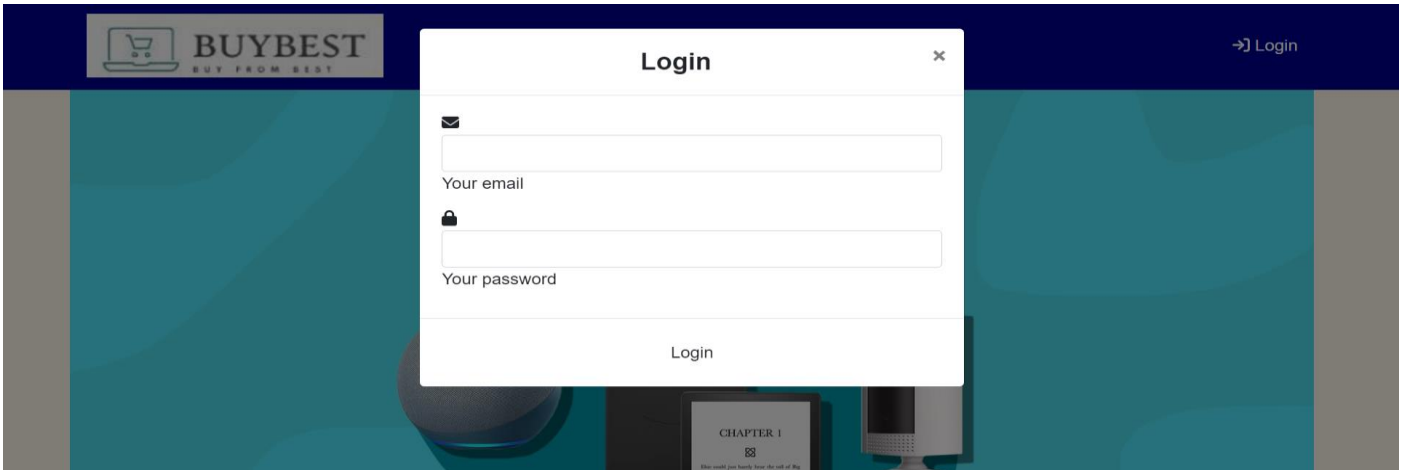 BUYBEST
BUY FROM BEST
Login
Login
×
Your email
Your password
Login
CHAPTER 1